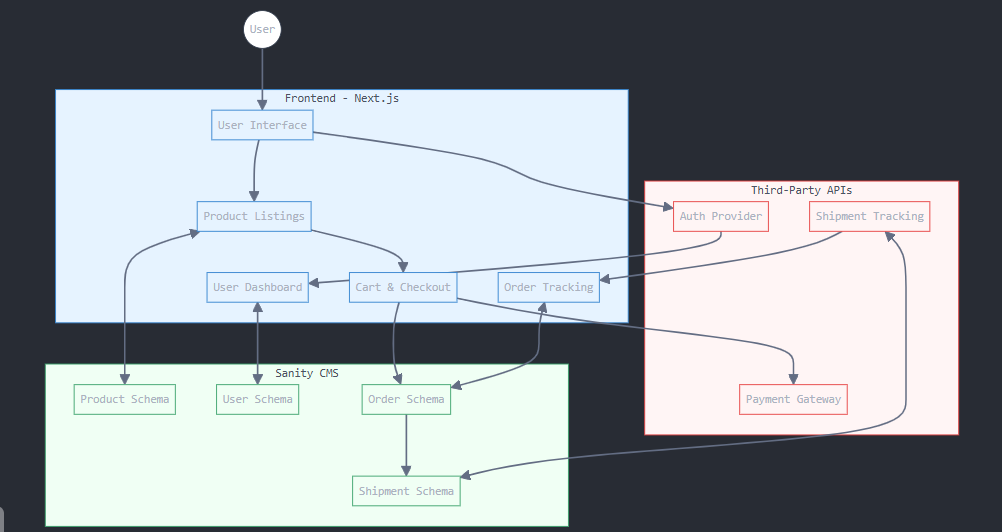 User
Frontend - Next.js
User Interface
Third-Party APIs
Product Listings
Auth Provider
Shipment Tracking
User Dashboard
Cart & Checkout
Order Tracking
Sanity CMS
Product Schema
User Schema
Order Schema
Payment Gateway
Shipment Schema